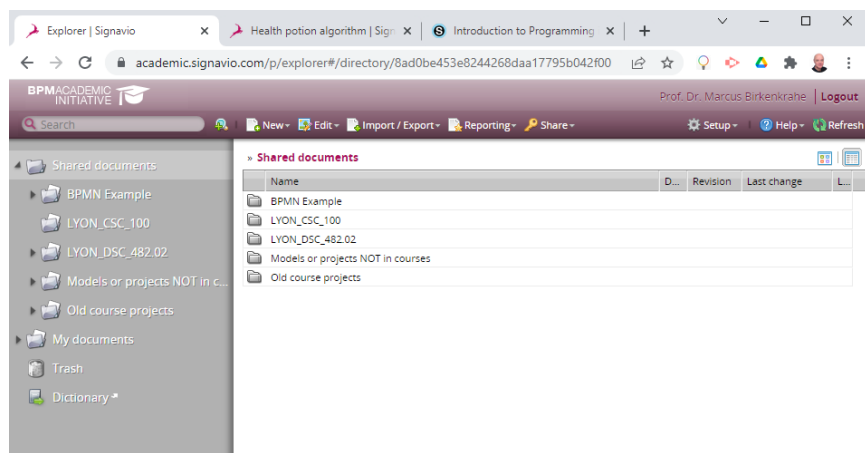 Explorer | Signavio
Health potion algorithm | Sign
Introduction to Programming
academic.signavio.com/p/explorer#/directory/8ad0be453e8244268daa17795b042f00
BPMACADEMIC
INITIATIVE
Prof. Dr. Marcus Birkenkrahe | Logout
Search
New Edit Import / Export Reporting Share
Setup Help Refresh
Shared documents
BPMN Example
LYON_CSC_100
LYON_DSC_482.02
Models or projects NOT in c...
Old course projects
My documents
Trash
Dictionary
» Shared documents
Name D... Revision Last change L...
BPMN Example
LYON_CSC_100
LYON_DSC_482.02
Models or projects NOT in courses
Old course projects